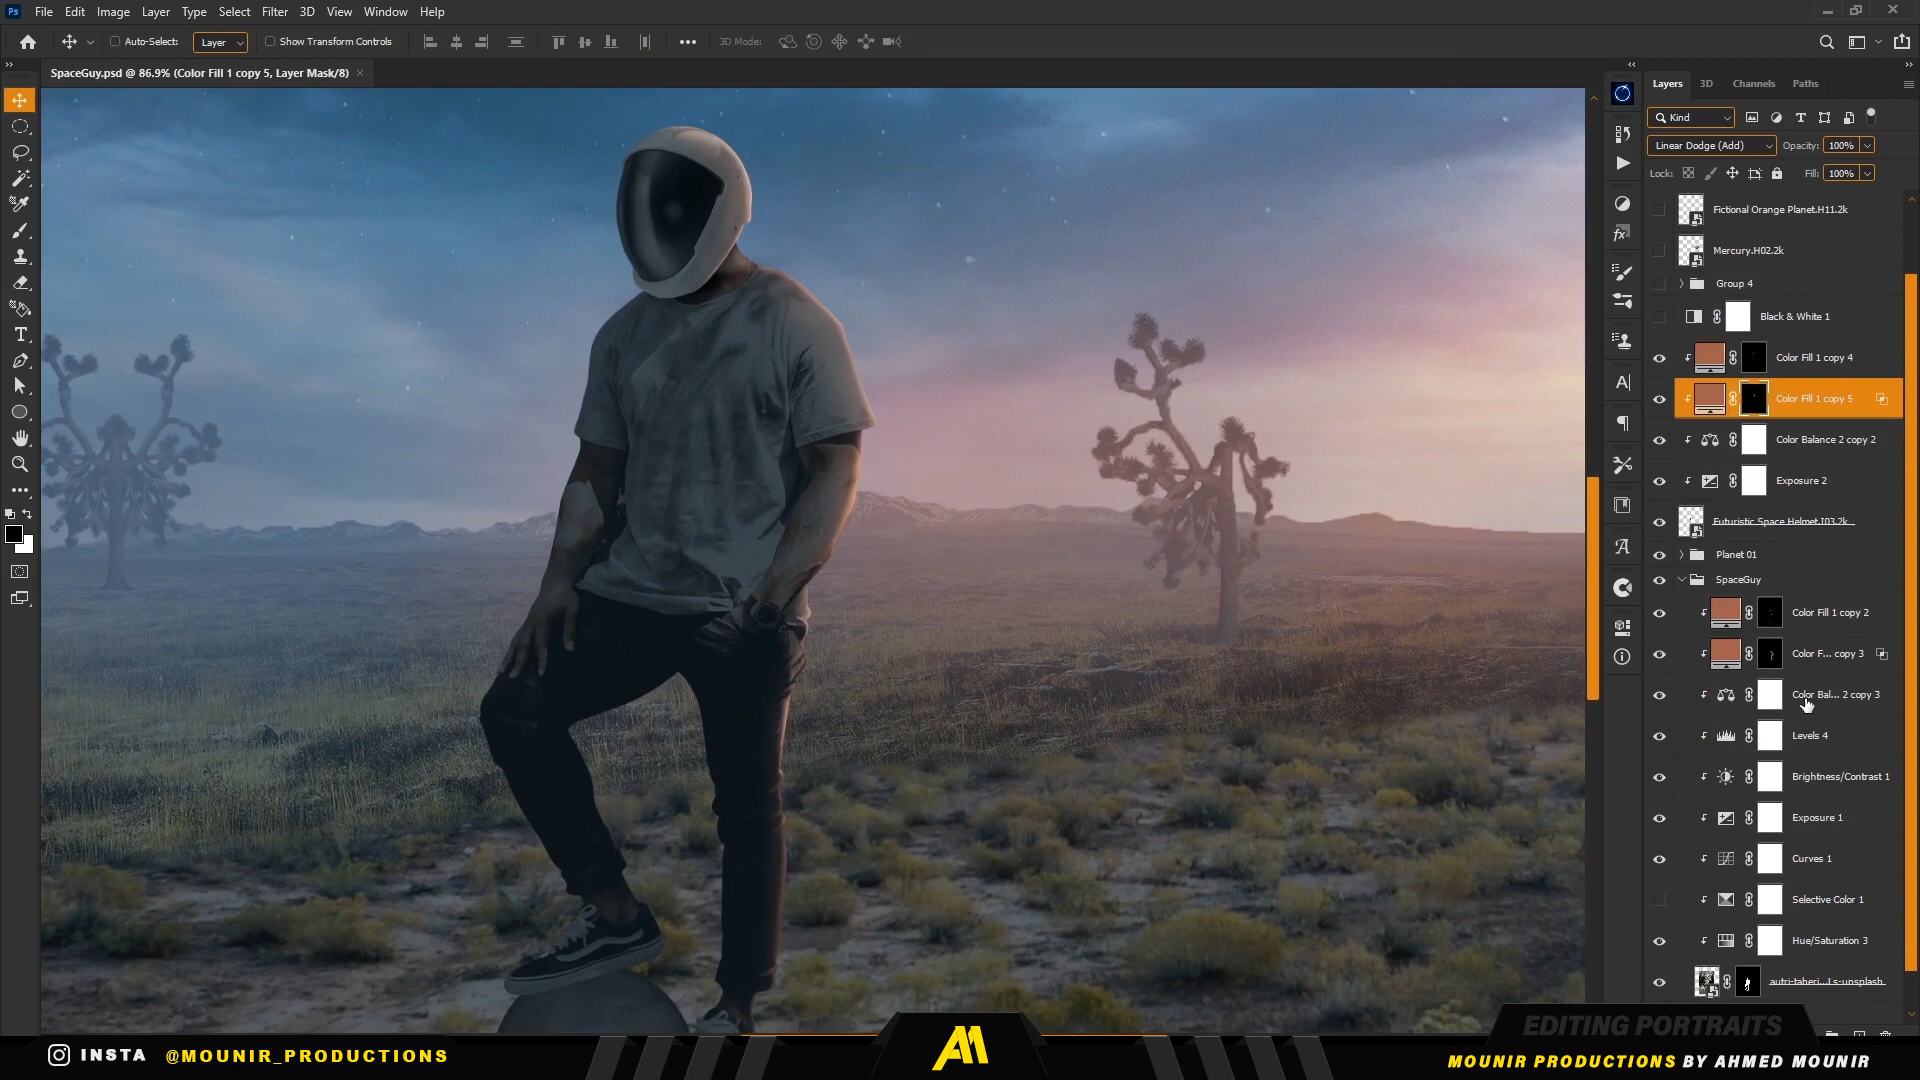 Ps File Edit Image Layer Type Select Filter 3D View Window Help
Auto-Select: Layer Show Transform Controls 3D Mode:
SpaceGuy.psd @ 86.9% (Color Fill 1 copy 5, Layer Mask/8) ×
Layers 3D Channels Paths
Kind
Linear Dodge (Add) Opacity: 100%
Lock: Fill: 100%
Fictional Orange Planet.H11.2k
Mercury.H02.2k
Group 4
Black & White 1
Color Fill 1 copy 4
Color Fill 1 copy 5
Color Balance 2 copy 2
Exposure 2
Futuristic Space Helmet.I03.2k
Planet 01
SpaceGuy
Color Fill 1 copy 2
Color F... copy 3
Color Bal... 2 copy 3
Levels 4
Brightness/Contrast 1
Exposure 1
Curves 1
Selective Color 1
Hue/Saturation 3
autri-taheri...Ls-unsplash
EDITING PORTRAITS
INSTA @MOUNIR_PRODUCTIONS
AM
MOUNIR PRODUCTIONS BY AHMED MOUNIR